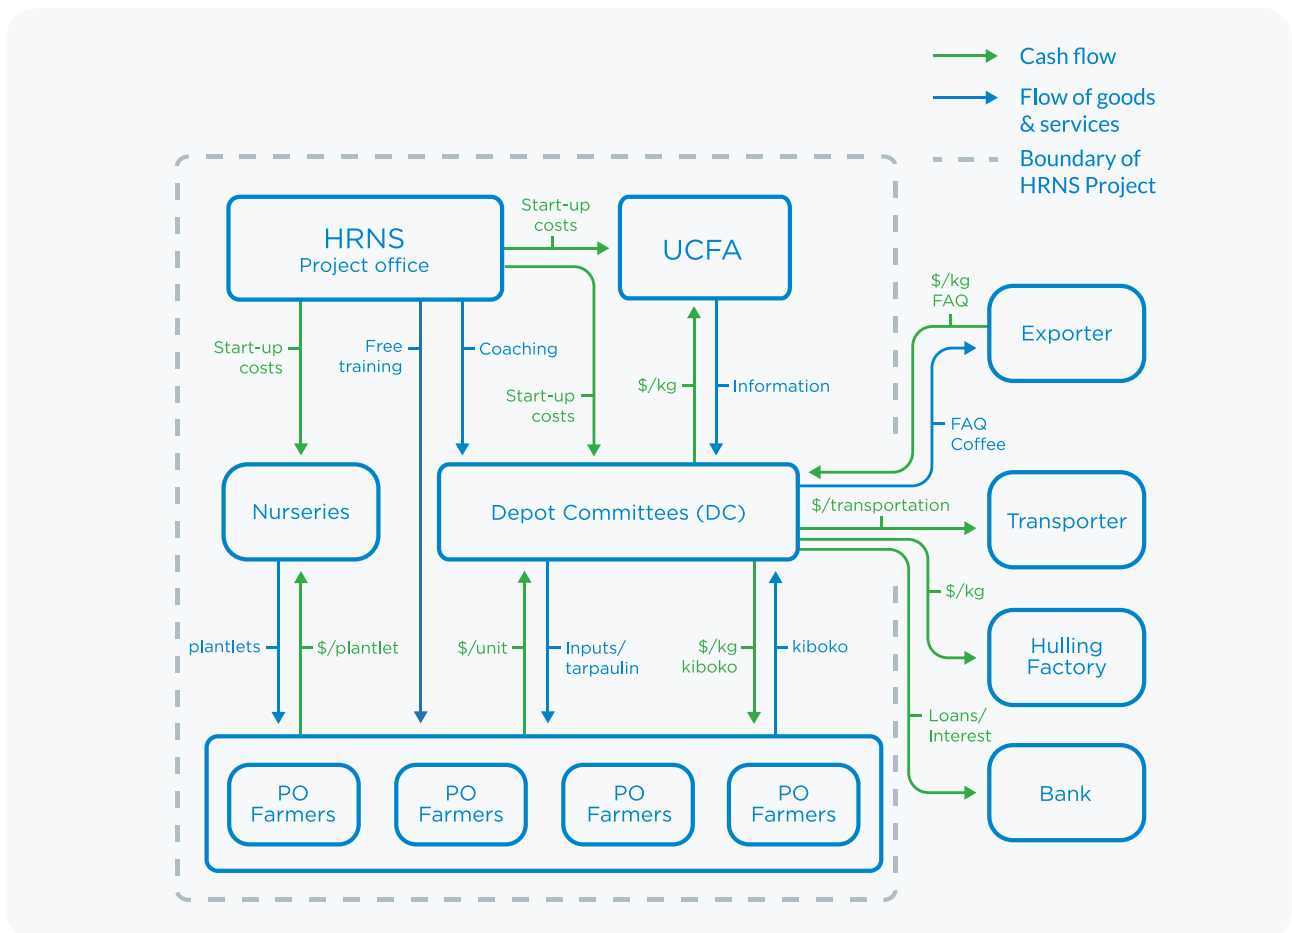 Cash flow
Flow of goods
& services
Boundary of
HRNS Project
HRNS
Project office
Start-up
costs
UCFA
Start-up
costs
Free
training
Coaching
Start-up
costs
$/kg
Information
$/kg
FAQ
Exporter
FAQ
Coffee
Nurseries
Depot Committees (DC)
$/transportation
Transporter
$/kg
Hulling
Factory
plantlets
$/plantlet
$/unit
Inputs/
tarpaulin
$/kg
kiboko
kiboko
Loans/
Interest
Bank
PO
Farmers
PO
Farmers
PO
Farmers
PO
Farmers